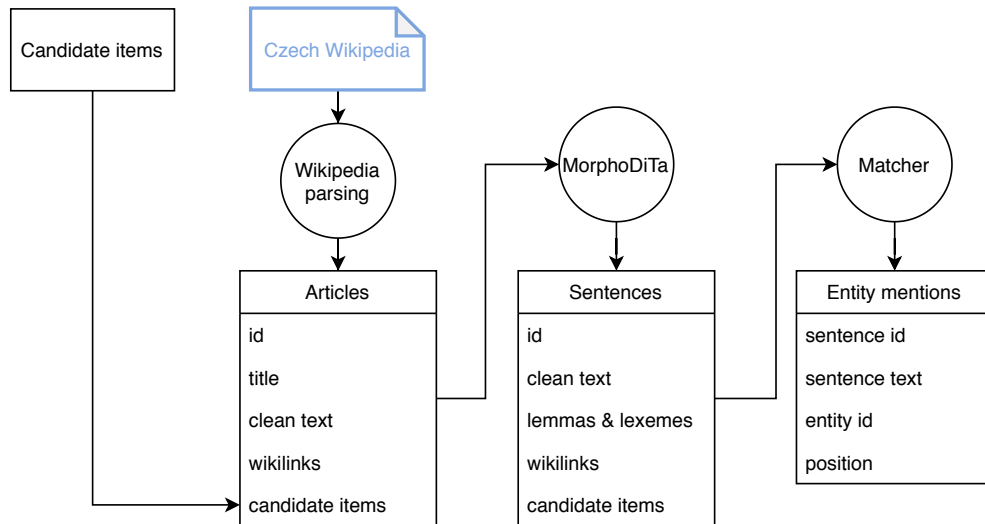 Candidate items
Czech Wikipedia
Wikipedia
parsing
MorphoDiTa
Matcher
Articles
id
title
clean text
wikilinks
candidate items
Sentences
id
clean text
lemmas & lexemes
wikilinks
candidate items
Entity mentions
sentence id
sentence text
entity id
position